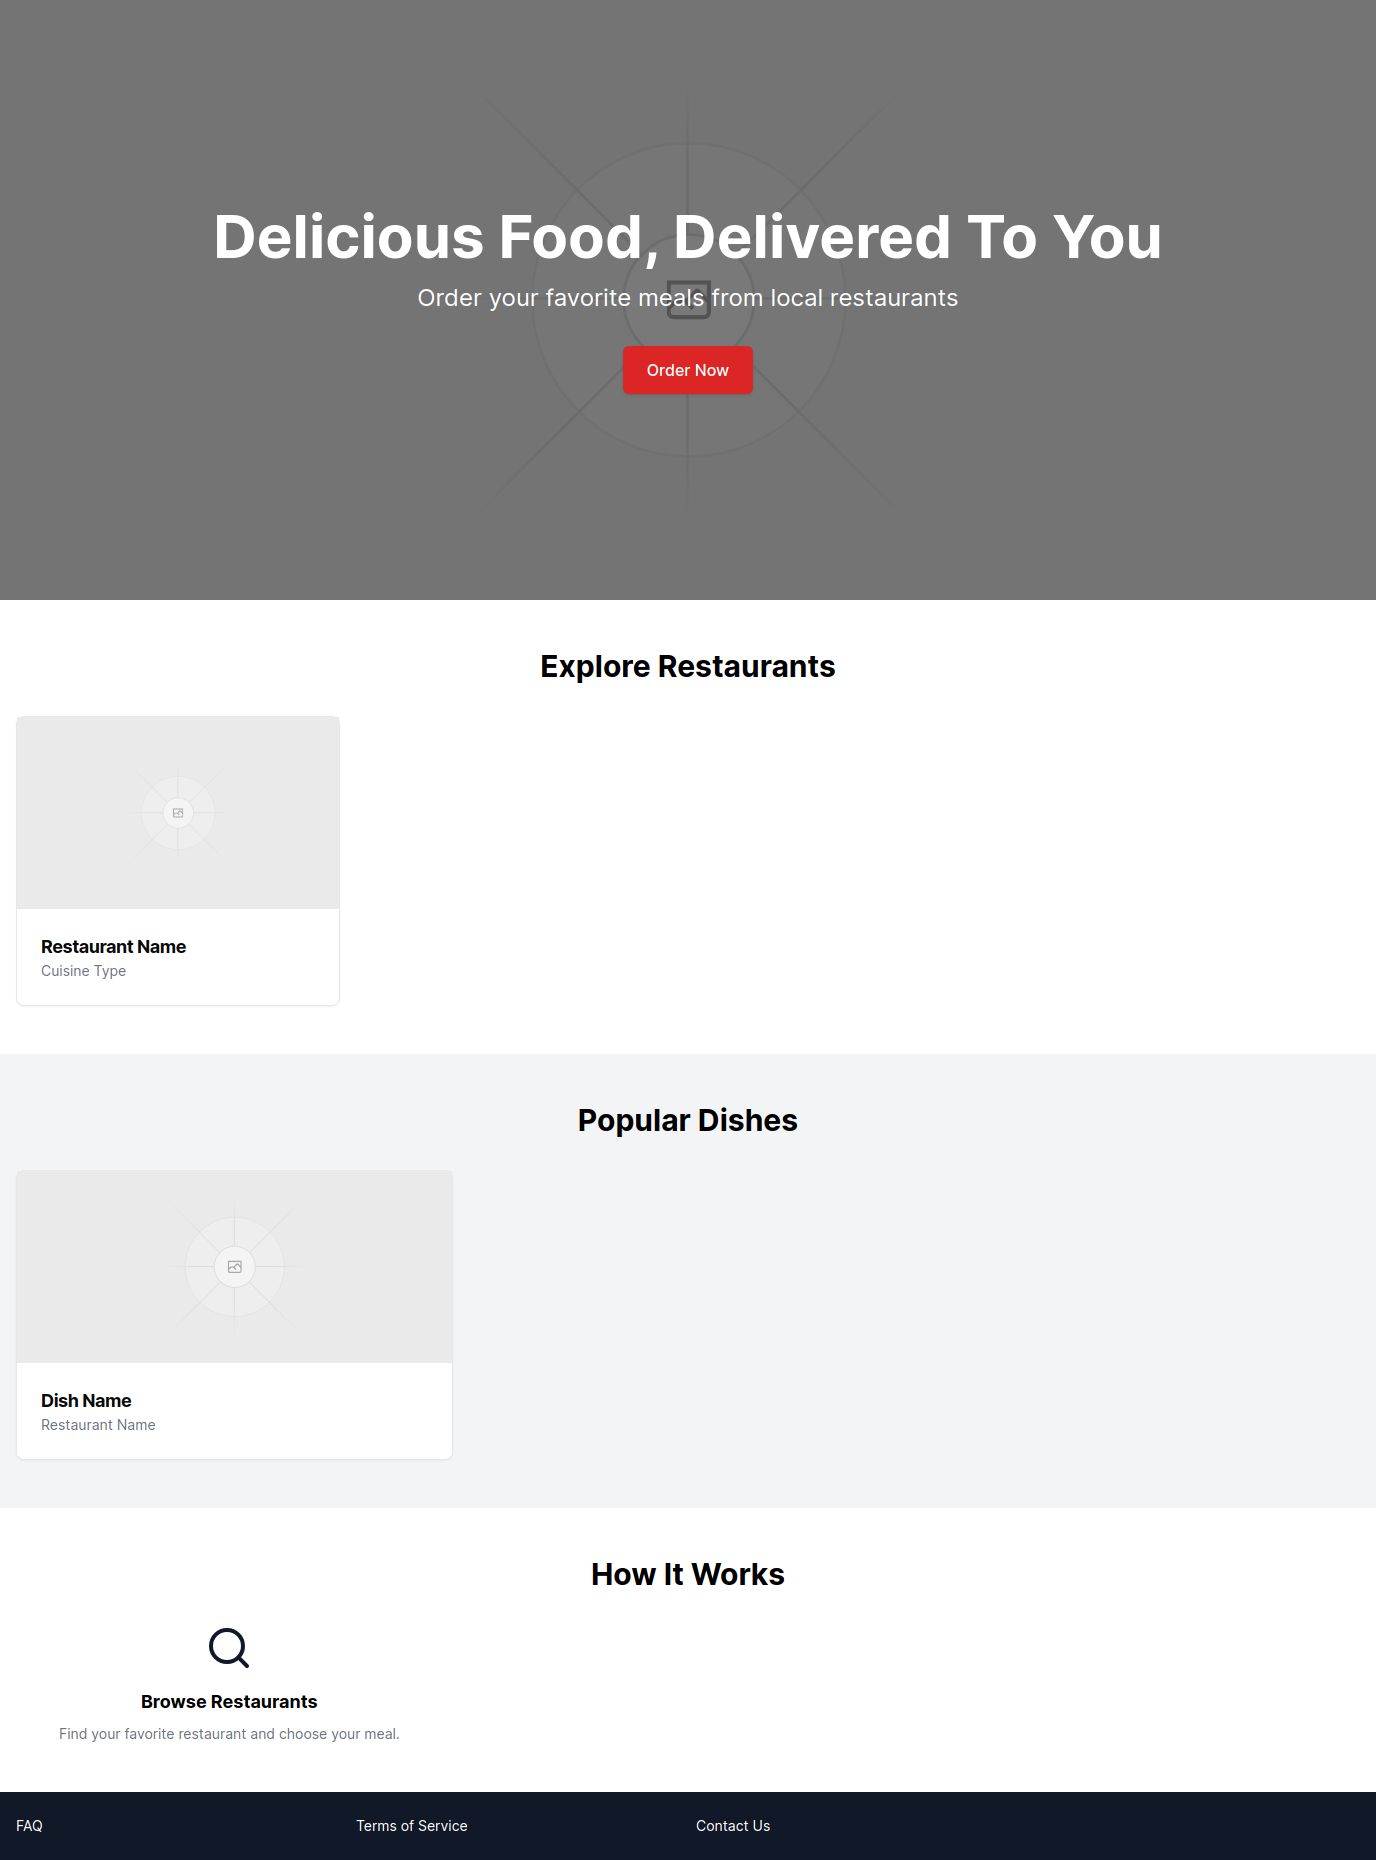 Delicious Food, Delivered To You
Order your favorite meals from local restaurants
Order Now
Explore Restaurants
Restaurant Name
Cuisine Type
Popular Dishes
Dish Name
Restaurant Name
How It Works
Browse Restaurants
Find your favorite restaurant and choose your meal.
FAQ
Terms of Service
Contact Us